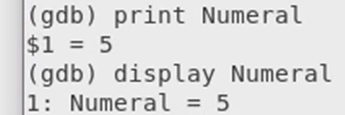 (gdb) print Numeral
$1 = 5
(gdb) display Numeral
1: Numeral = 5